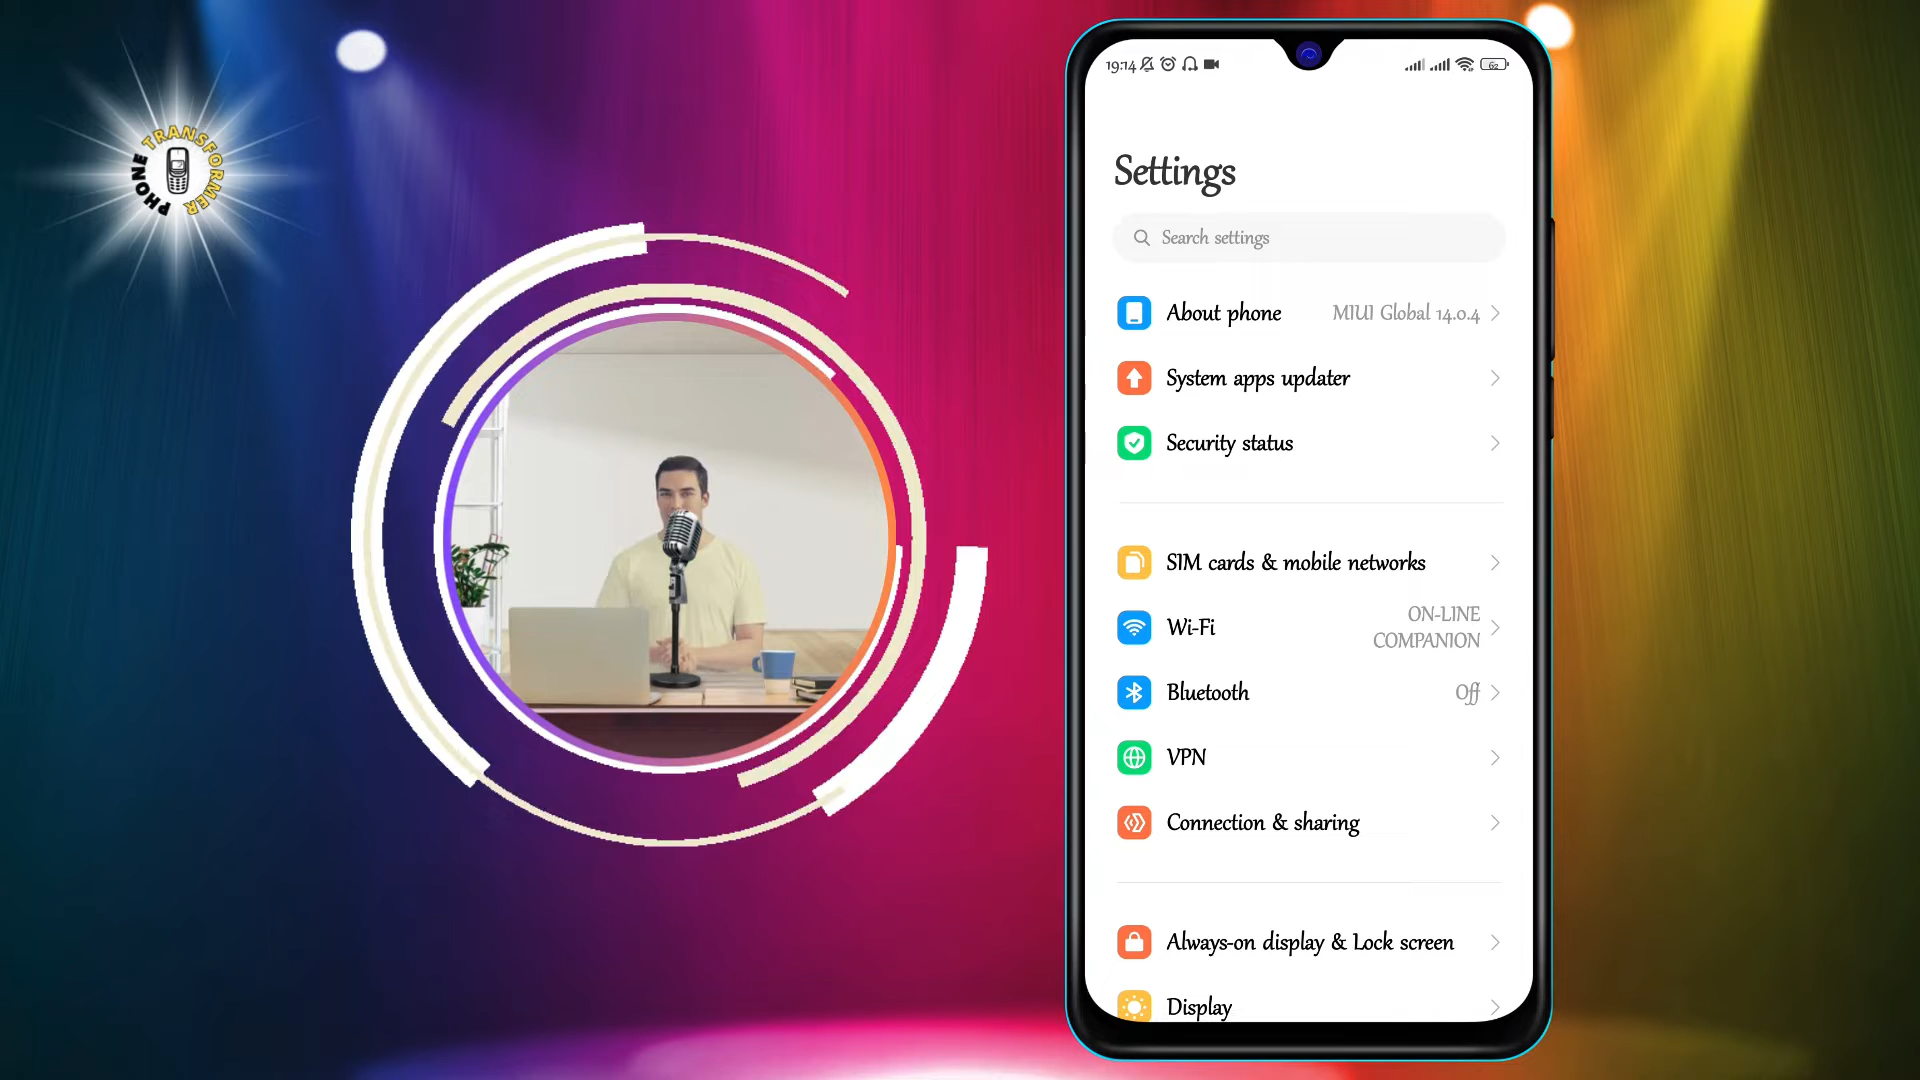 PHONE TRANSFORMER
19:14
62
Settings
Search settings
About phone MIUI Global 14.0.4
System apps updater
Security status
SIM cards & mobile networks
Wi-Fi ON-LINE COMPANION
Bluetooth Off
VPN
Connection & sharing
Always-on display & Lock screen
Display